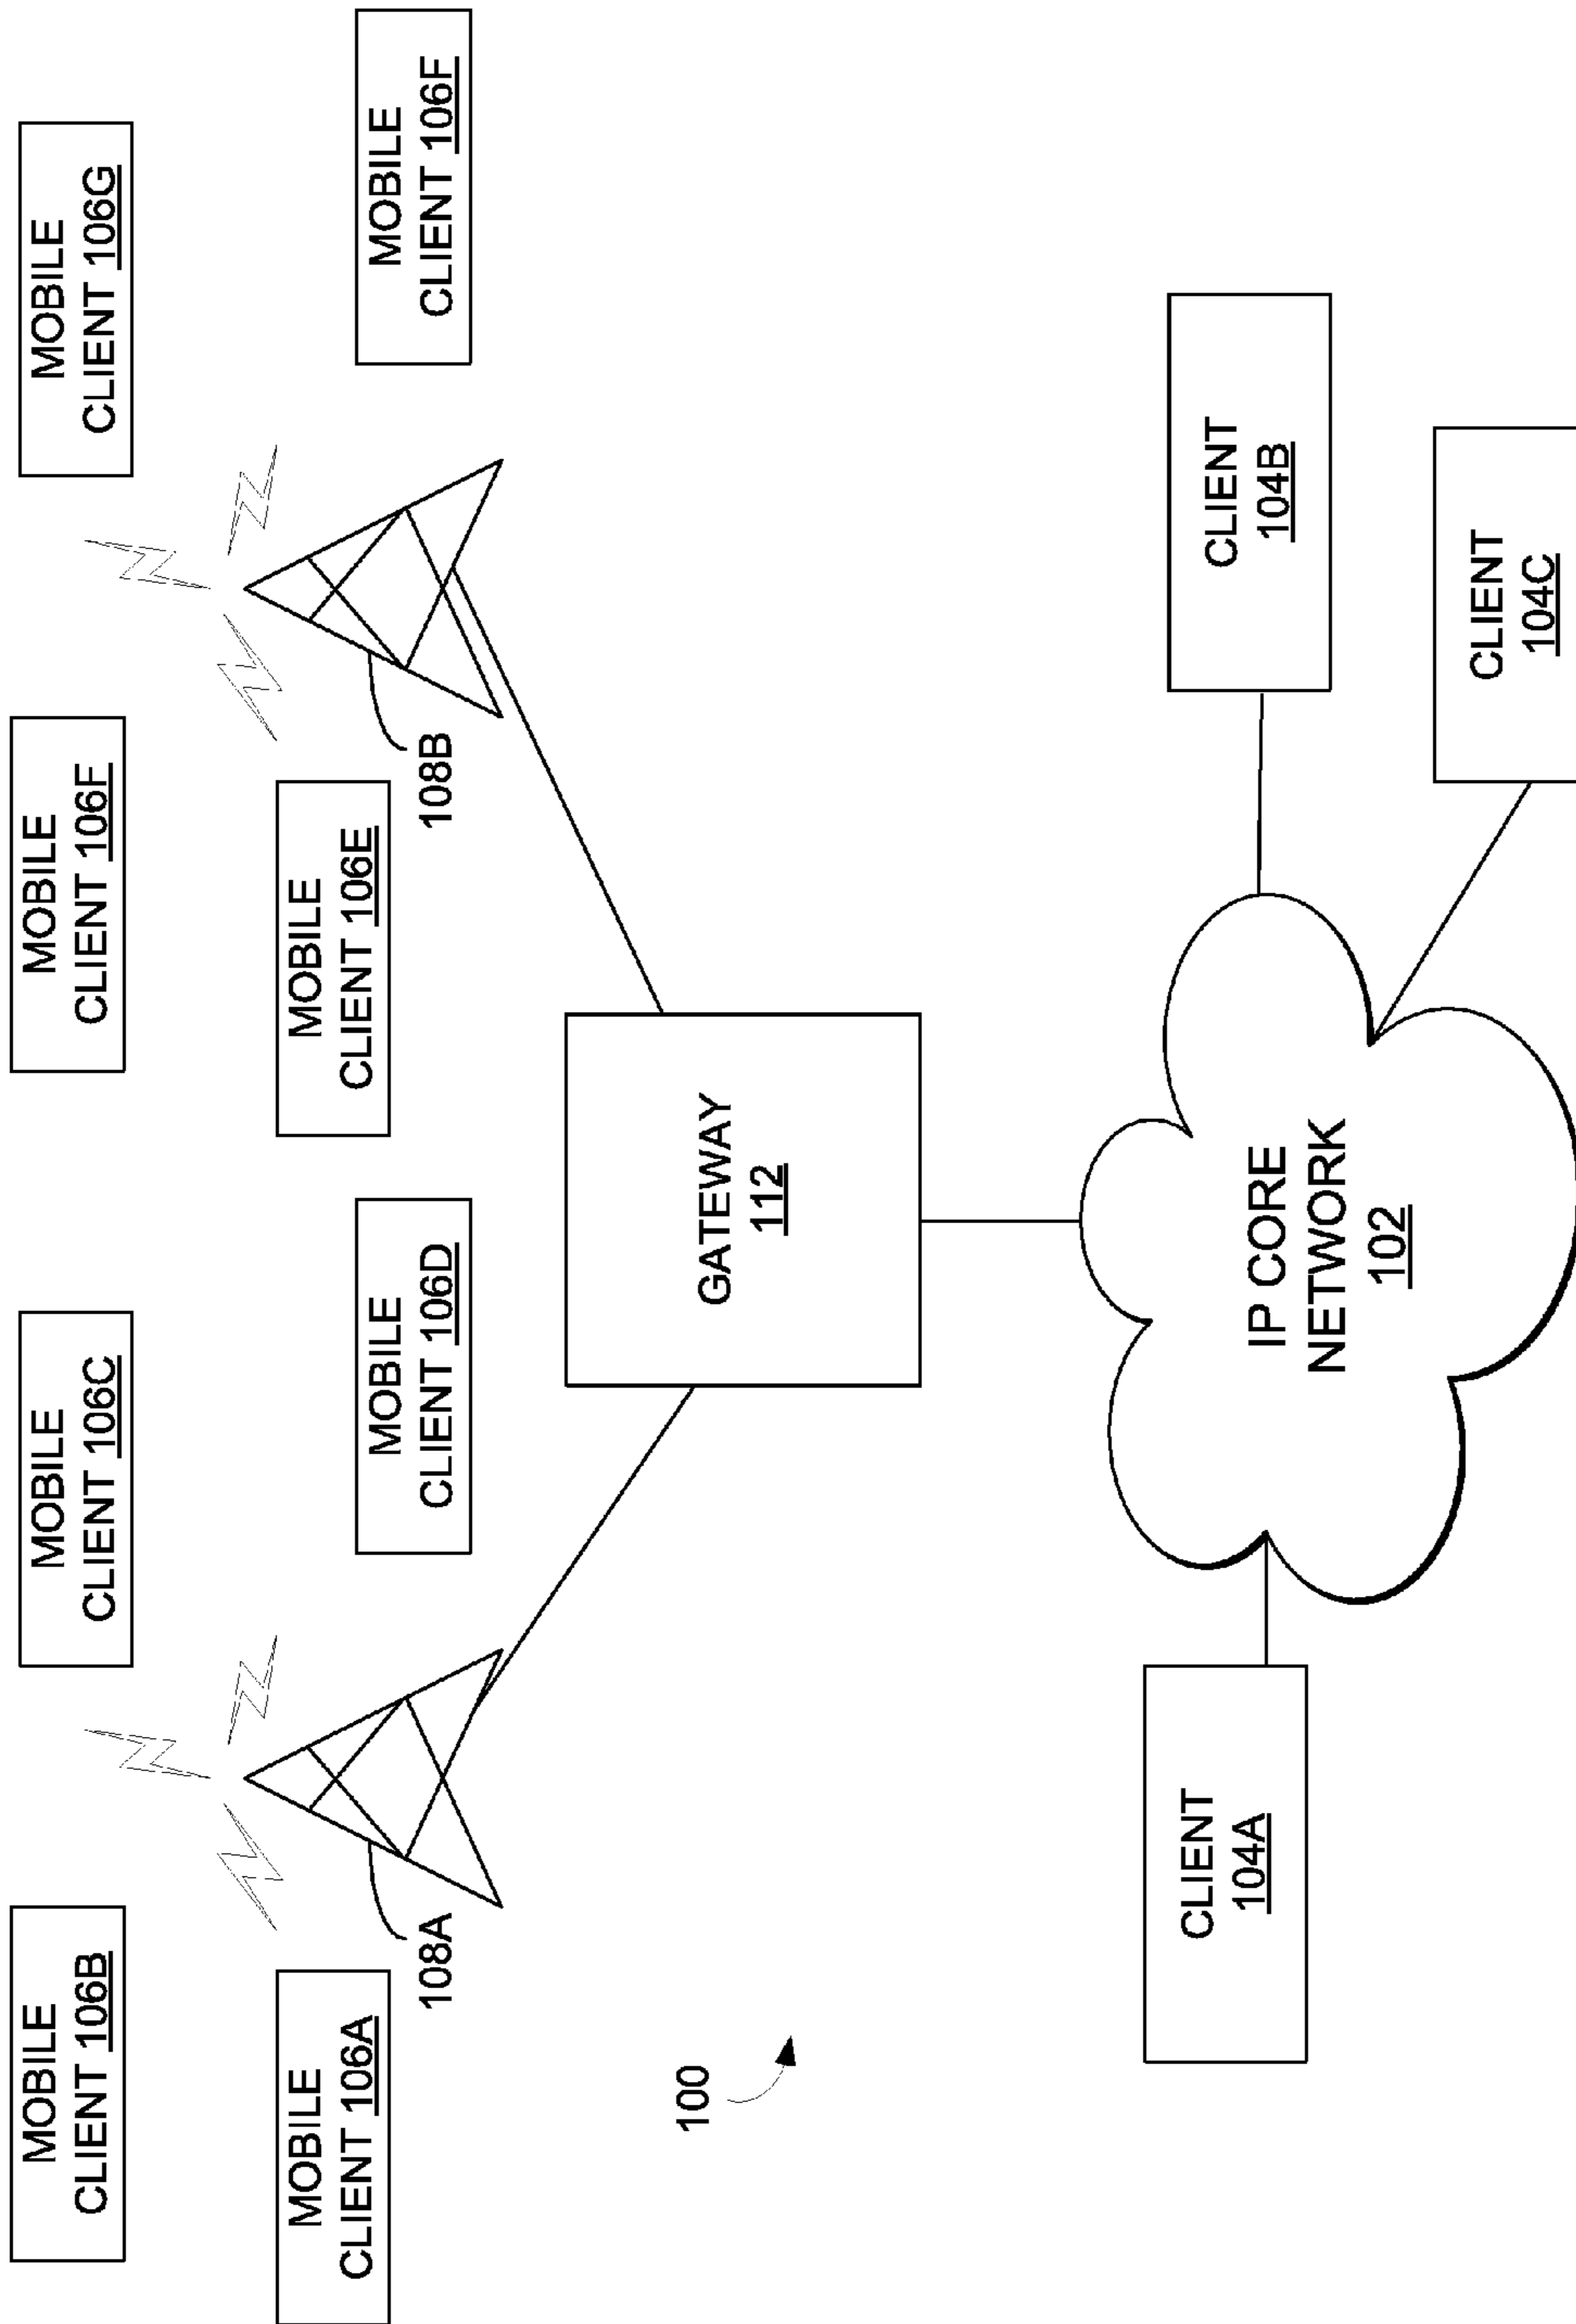 MOBILE
CLIENT 106B
MOBILE
CLIENT 106C
MOBILE
CLIENT 106F
MOBILE
CLIENT 106G
MOBILE
CLIENT 106A
108A
MOBILE
CLIENT 106D
MOBILE
CLIENT 106E
108B
MOBILE
CLIENT 106F
100
GATEWAY
112
CLIENT
104A
IP CORE
NETWORK
102
CLIENT
104B
CLIENT
104C